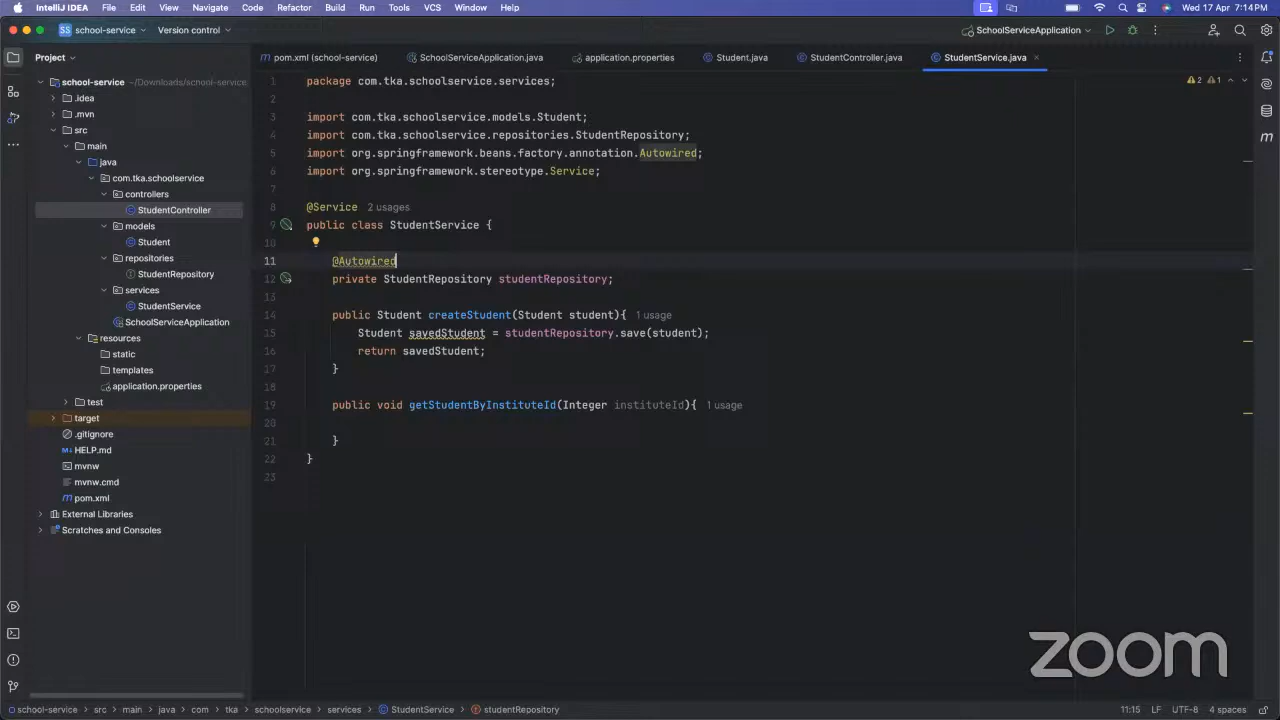 IntelliJ IDEA File Edit View Navigate Code Refactor Build Run Tools VCS Window Help Wed 17 Apr 7:14PM
SS school-service Version control SchoolServiceApplication
Project
pom.xml (school-service) SchoolServiceApplication.java application.properties Student.java StudentController.java StudentService.java
school-service ~/Downloads/school-service
.idea
.mvn
src
main
java
com.tka.schoolservice
controllers
StudentController
models
Student
repositories
StudentRepository
services
StudentService
SchoolServiceApplication
resources
static
templates
application.properties
test
target
.gitignore
HELP.md
mvnw
mvnw.cmd
pom.xml
External Libraries
Scratches and Consoles
2 1
1 package com.tka.schoolservice.services;
2
3 import com.tka.schoolservice.models.Student;
4 import com.tka.schoolservice.repositories.StudentRepository;
5 import org.springframework.beans.factory.annotation.Autowired;
6 import org.springframework.stereotype.Service;
7
8 @Service 2 usages
9 public class StudentService {
10
11 @Autowired
12 private StudentRepository studentRepository;
13
14 public Student createStudent(Student student){ 1 usage
15 Student savedStudent = studentRepository.save(student);
16 return savedStudent;
17 }
18
19 public void getStudentByInstituteId(Integer instituteId){ 1 usage
20
21 }
22 }
23
zoom
school-service src main java com tka schoolservice services StudentService studentRepository 11:15 LF UTF-8 4 spaces